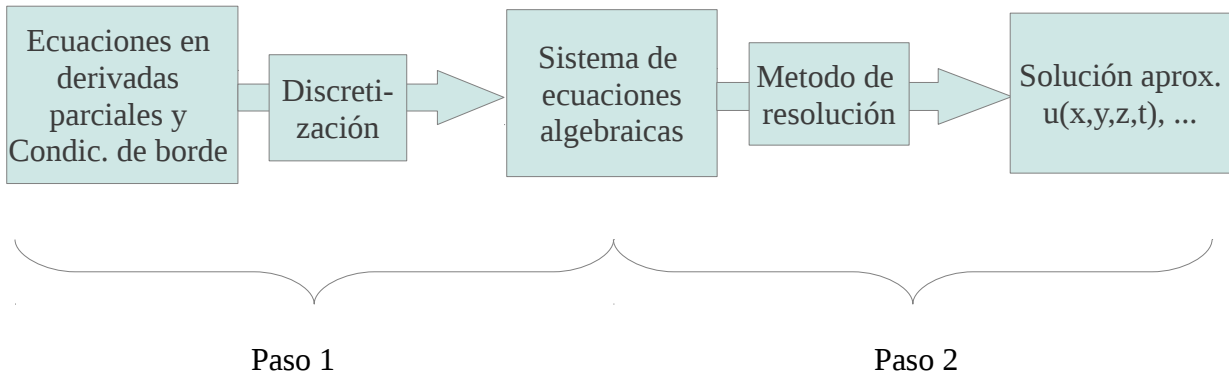 Ecuaciones en
derivadas
parciales y
Condic. de borde
Discreti-
zación
Sistema de
ecuaciones
algebraicas
Metodo de
resolución
Solución aprox.
u(x,y,z,t), ...
Paso 1
Paso 2